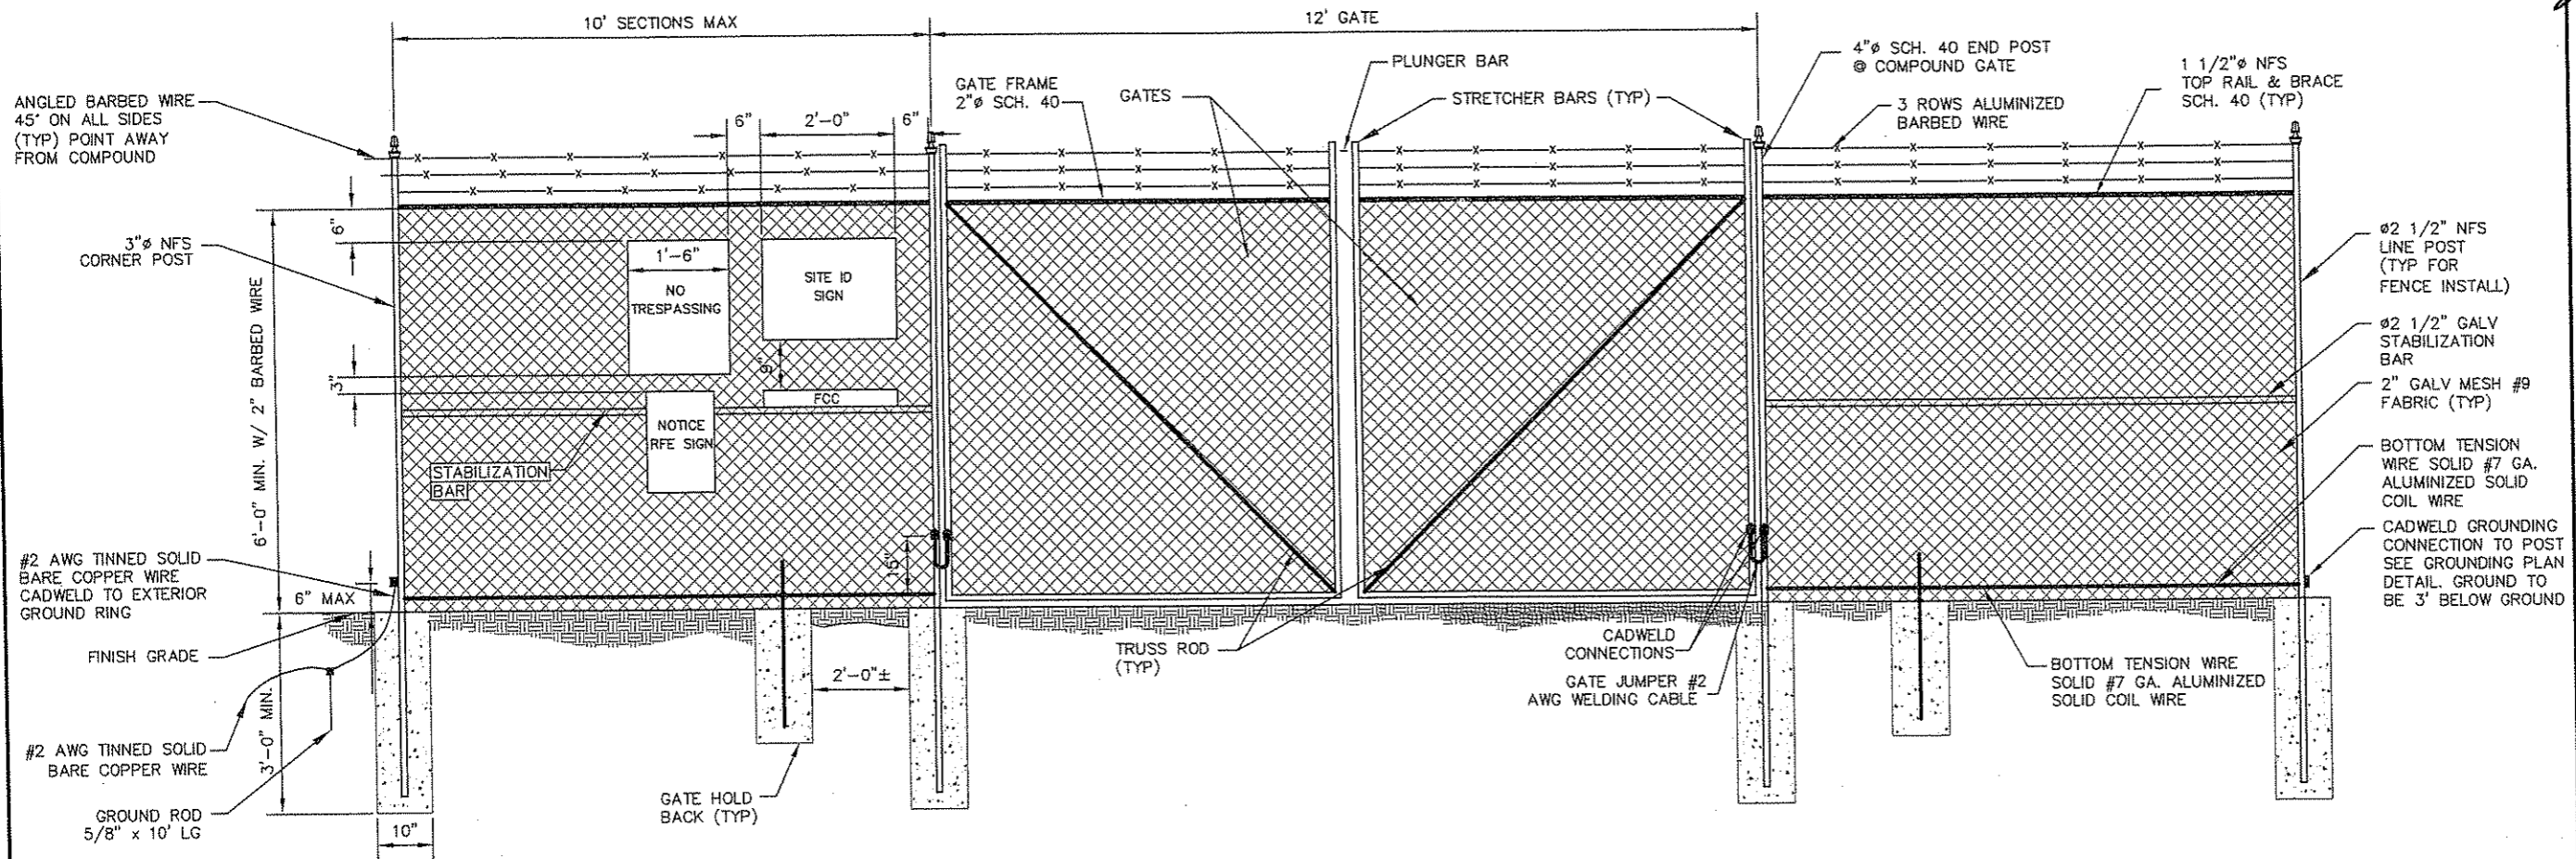 10' SECTIONS MAX
12' GATE
ANGLED BARBED WIRE
45° ON ALL SIDES
(TYP) POINT AWAY
FROM COMPOUND
GATE FRAME
2"ø SCH. 40
GATES
PLUNGER BAR
STRETCHER BARS (TYP)
4"ø SCH. 40 END POST
@ COMPOUND GATE
3 ROWS ALUMINIZED
BARBED WIRE
1 1/2"ø NFS
TOP RAIL & BRACE
SCH. 40 (TYP)
6"
2'-0"
6"
6"
3"ø NFS
CORNER POST
1'-6"
NO
TRESPASSING
SITE ID
SIGN
ø2 1/2" NFS
LINE POST
(TYP FOR
FENCE INSTALL)
ø2 1/2" GALV
STABILIZATION
BAR
2" GALV MESH #9
FABRIC (TYP)
6'-0" MIN. W/ 2" BARBED WIRE
3"
9"
FCC
NOTICE
RFE SIGN
STABILIZATION
BAR
BOTTOM TENSION
WIRE SOLID #7 GA.
ALUMINIZED SOLID
COIL WIRE
CADWELD GROUNDING
CONNECTION TO POST
SEE GROUNDING PLAN
DETAIL. GROUND TO
BE 3' BELOW GROUND
#2 AWG TINNED SOLID
BARE COPPER WIRE
CADWELD TO EXTERIOR
GROUND RING
6" MAX
15"
FINISH GRADE
2'-0"±
TRUSS ROD
(TYP)
CADWELD
CONNECTIONS
GATE JUMPER #2
AWG WELDING CABLE
BOTTOM TENSION WIRE
SOLID #7 GA. ALUMINIZED
SOLID COIL WIRE
3'-0" MIN.
#2 AWG TINNED SOLID
BARE COPPER WIRE
GROUND ROD
5/8" x 10' LG
10"
GATE HOLD
BACK (TYP)